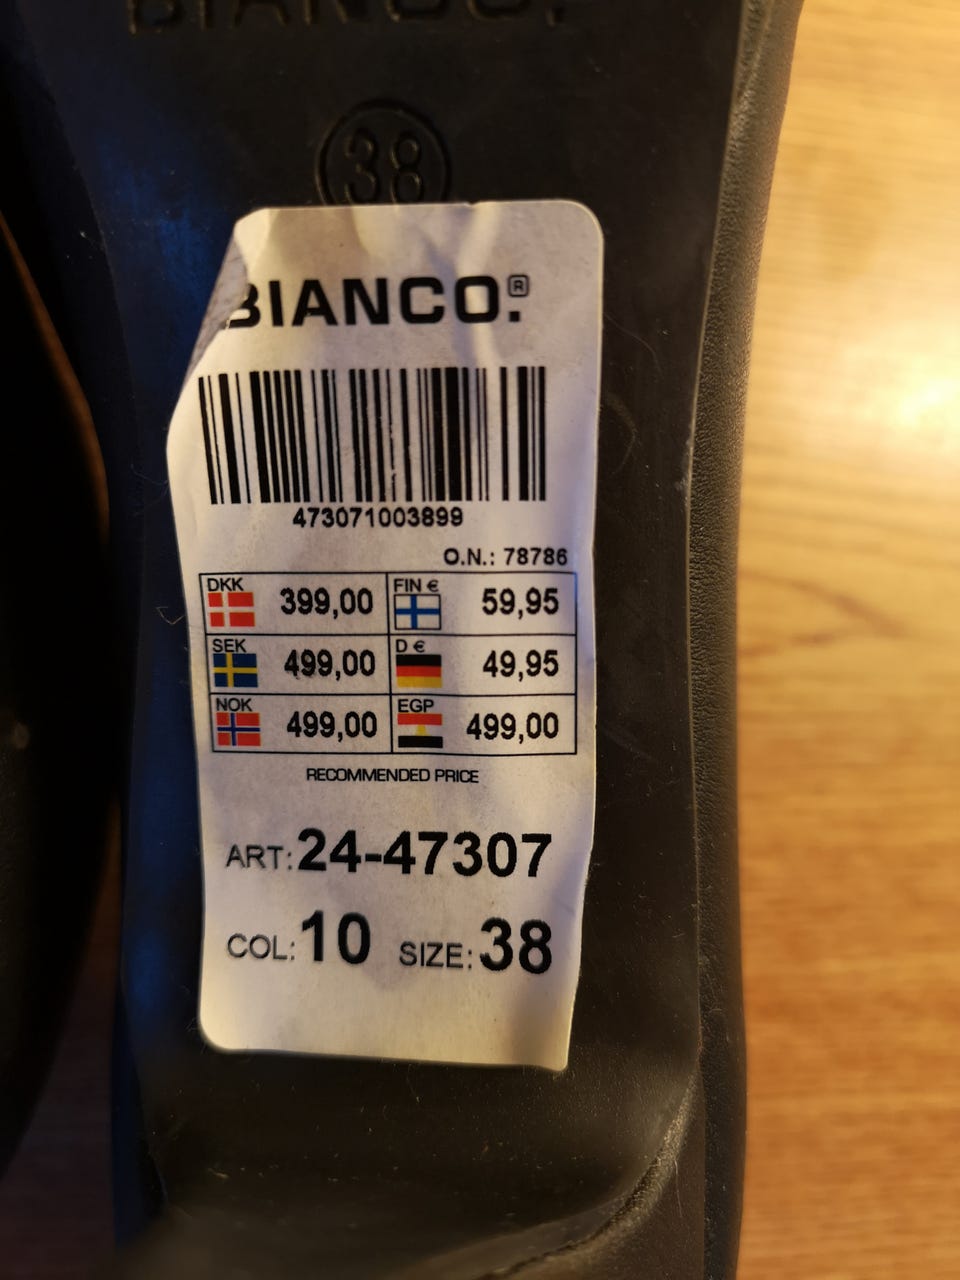 BIANCO.
38
BIANCO.®
473071003899
O.N.: 78786
DKK 399,00 FIN € 59,95
SEK 499,00 D € 49,95
NOK 499,00 EGP 499,00
RECOMMENDED PRICE
ART: 24-47307
COL: 10 SIZE: 38